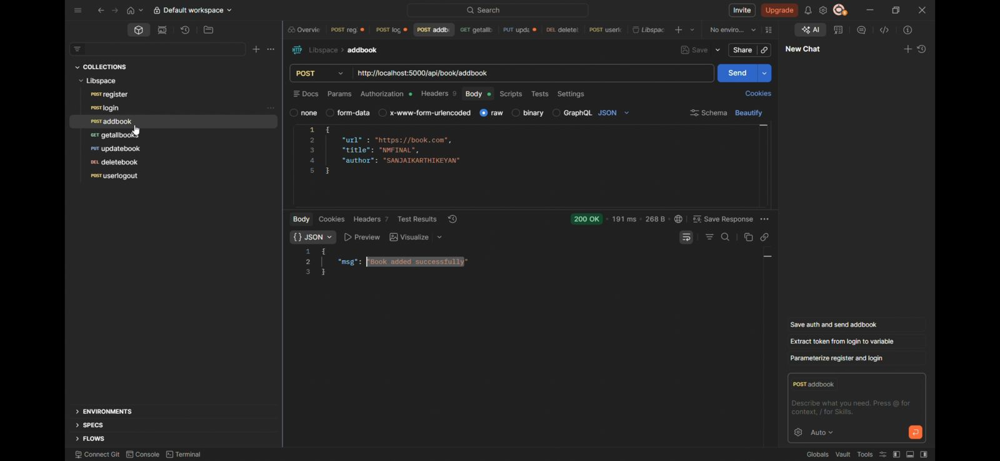 Default workspace
Search
Invite
Upgrade
Overvie
POST reg
POST log
POST addb
GET getallb
PUT upda
DEL delete
POST userl
Libspac
No enviro...
AI
COLLECTIONS
Libspace
POST register
POST login
POST addbook
GET getallbooks
PUT updatebook
DEL deletebook
POST userlogout
ENVIRONMENTS
SPECS
FLOWS
Connect Git
Console
Terminal
HTTP Libspace > addbook
Save
Share
POST
http://localhost:5000/api/book/addbook
Send
Docs
Params
Authorization
Headers 9
Body
Scripts
Tests
Settings
Cookies
none
form-data
x-www-form-urlencoded
raw
binary
GraphQL
JSON
Schema
Beautify
1 {
2 "url" : "https://book.com",
3 "title": "NMFINAL",
4 "author": "SANJAIKARTHIKEYAN"
5 }
Body
Cookies
Headers 7
Test Results
200 OK
191 ms
268 B
e.g. Save Response
{} JSON
Preview
Visualize
1 {
2 "msg": "Book added successfully"
3 }
New Chat
Save auth and send addbook
Extract token from login to variable
Parameterize register and login
POST addbook
Describe what you need. Press @ for
context, / for Skills.
Auto
Globals
Vault
Tools